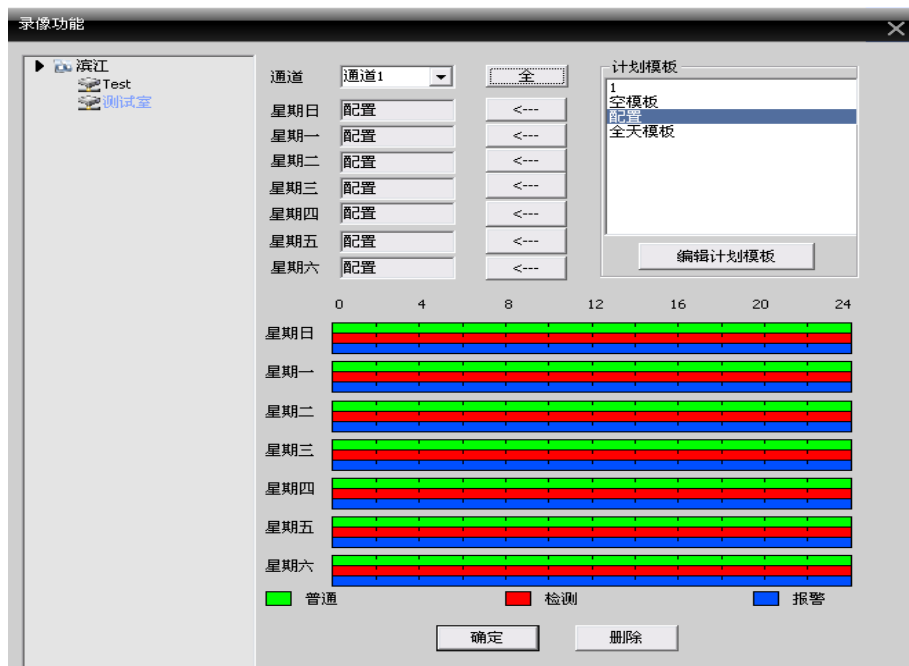 录像功能
滨江
Test
测试室
通道 通道1 全
星期日 配置 <---
星期一 配置 <---
星期二 配置 <---
星期三 配置 <---
星期四 配置 <---
星期五 配置 <---
星期六 配置 <---
计划模板
1
空模板
配置
全天模板
编辑计划模板
0 4 8 12 16 20 24
星期日
星期一
星期二
星期三
星期四
星期五
星期六
普通 检测 报警
确定 删除